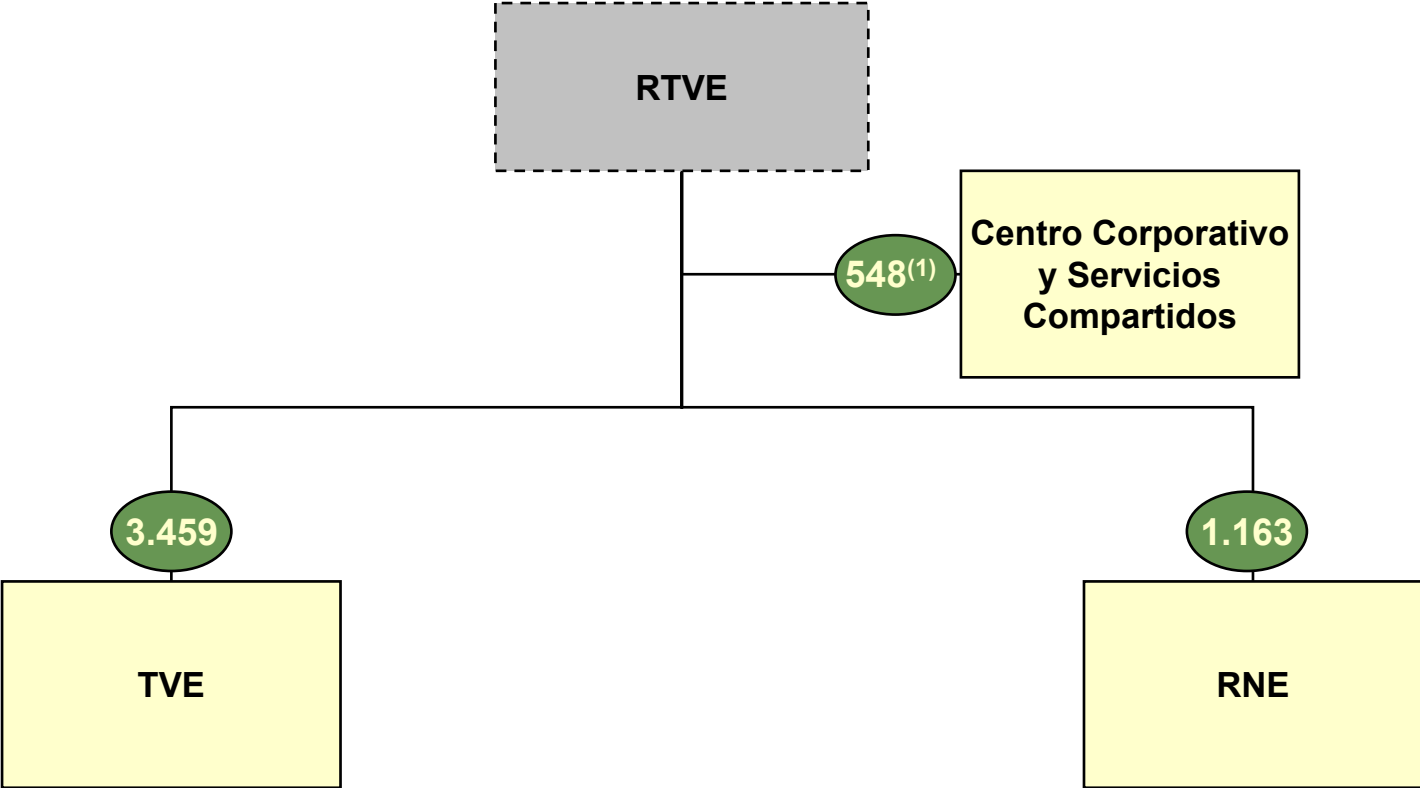 RTVE
Centro Corporativo
y Servicios
Compartidos
548(1)
3.459
1.163
TVE
RNE